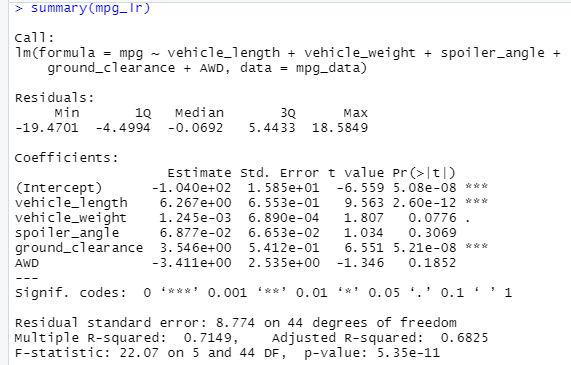 > summary(mpg_lr)
Call:
lm(formula = mpg ~ vehicle_length + vehicle_weight + spoiler_angle +
    ground_clearance + AWD, data = mpg_data)
Residuals:
     Min       1Q   Median       3Q      Max
-19.4701  -4.4994  -0.0692   5.4433  18.5849
Coefficients:
                   Estimate Std. Error t value Pr(>|t|)
(Intercept)      -1.040e+02  1.585e+01  -6.559 5.08e-08 ***
vehicle_length    6.267e+00  6.553e-01   9.563 2.60e-12 ***
vehicle_weight    1.245e-03  6.890e-04   1.807   0.0776 .
spoiler_angle     6.877e-02  6.653e-02   1.034   0.3069
ground_clearance  3.546e+00  5.412e-01   6.551 5.21e-08 ***
AWD              -3.411e+00  2.535e+00  -1.346   0.1852
---
Signif. codes:  0 ‘***’ 0.001 ‘**’ 0.01 ‘*’ 0.05 ‘.’ 0.1 ‘ ’ 1
Residual standard error: 8.774 on 44 degrees of freedom
Multiple R-squared:  0.7149,	Adjusted R-squared:  0.6825
F-statistic: 22.07 on 5 and 44 DF,  p-value: 5.35e-11